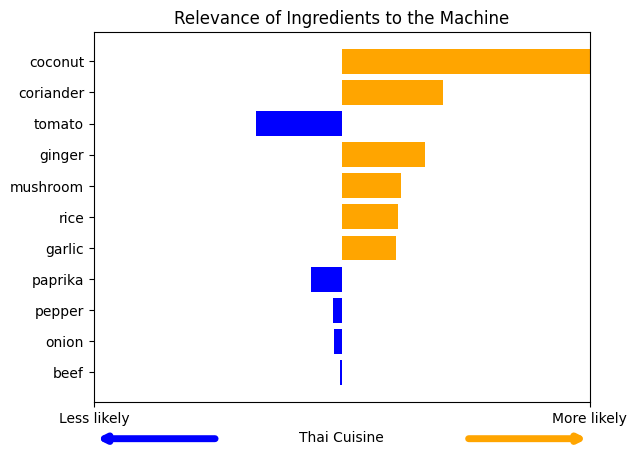 Relevance of Ingredients to the Machine
coconut
coriander
tomato
ginger
mushroom
rice
garlic
paprika
pepper
onion
beef
Less likely
More likely
Thai Cuisine